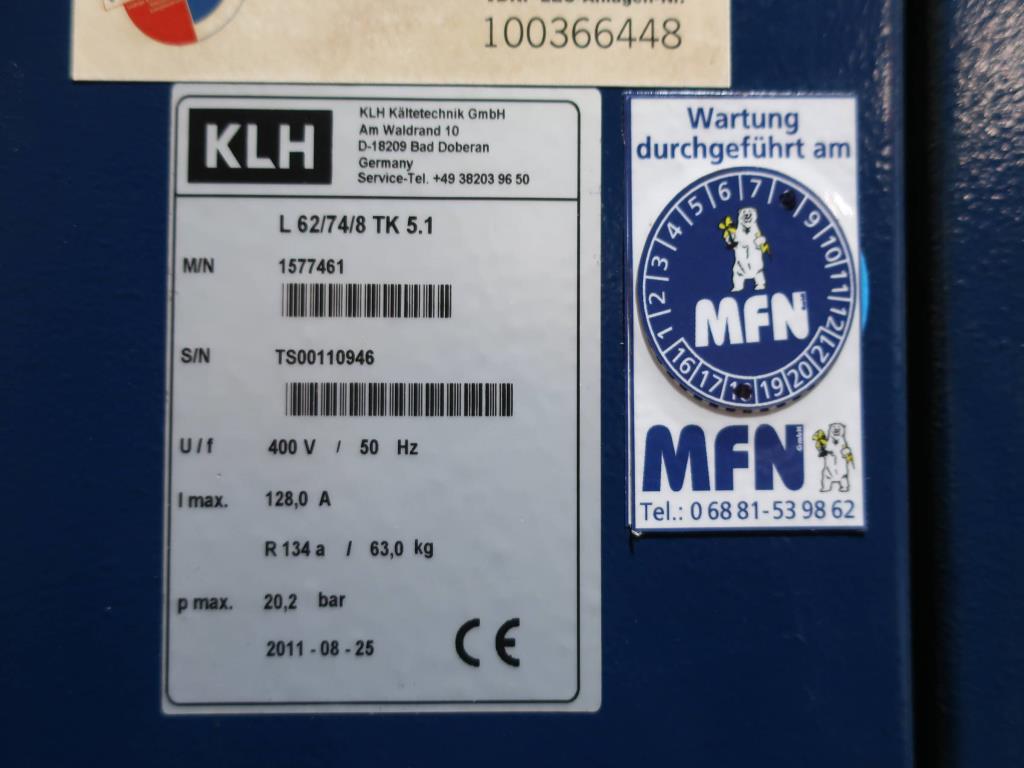 100366448
KLH
KLH Kältetechnik GmbH
Am Waldrand 10
D-18209 Bad Doberan
Germany
Service-Tel. +49 38203 96 50
L 62/74/8 TK 5.1
M/N 1577461
S/N TS00110946
U / f 400 V / 50 Hz
I max. 128,0 A
R 134 a / 63,0 kg
p max. 20,2 bar
2011 - 08 - 25
CE
Wartung
durchgeführt am
1 2 3 4 5 6 7 9 10 11 12
MFN GmbH
16 17 18 19 20 21
MFN GmbH
Tel.: 0 68 81-53 98 62